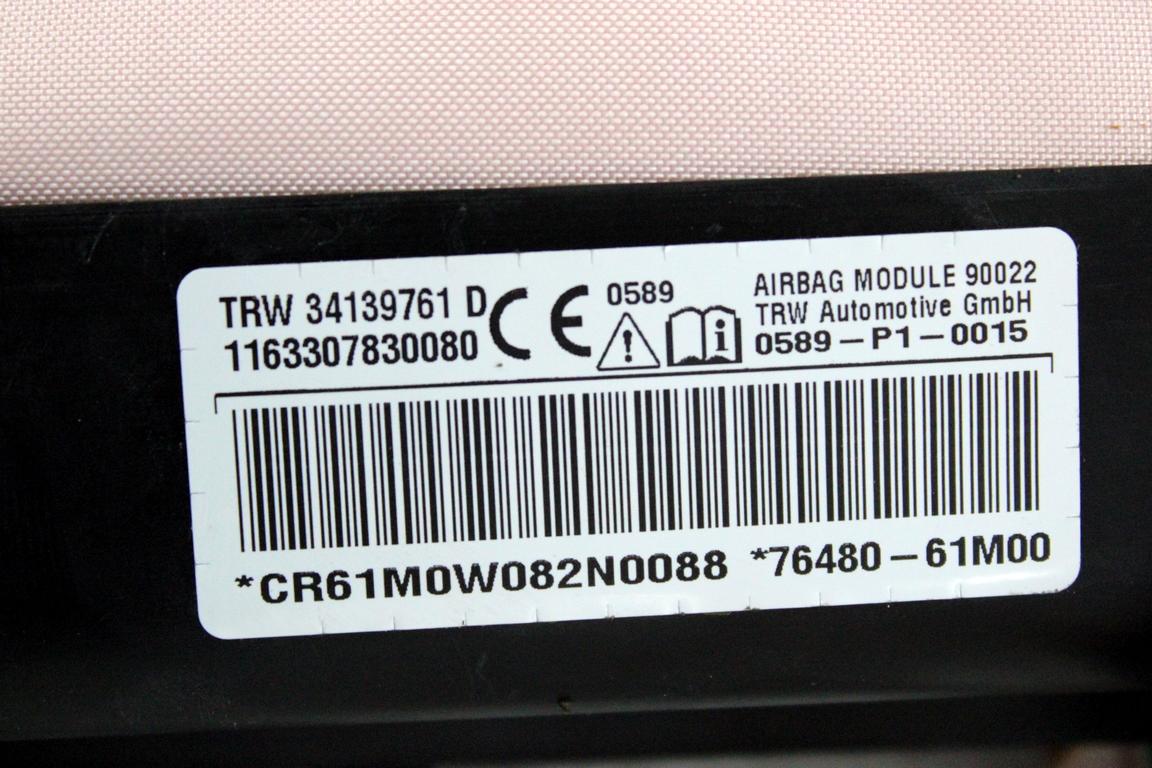 TRW 34139761 D
1163307830080
CE 0589
AIRBAG MODULE 90022
TRW Automotive GmbH
0589-P1-0015
*CR61M0W082N0088 *76480-61M00